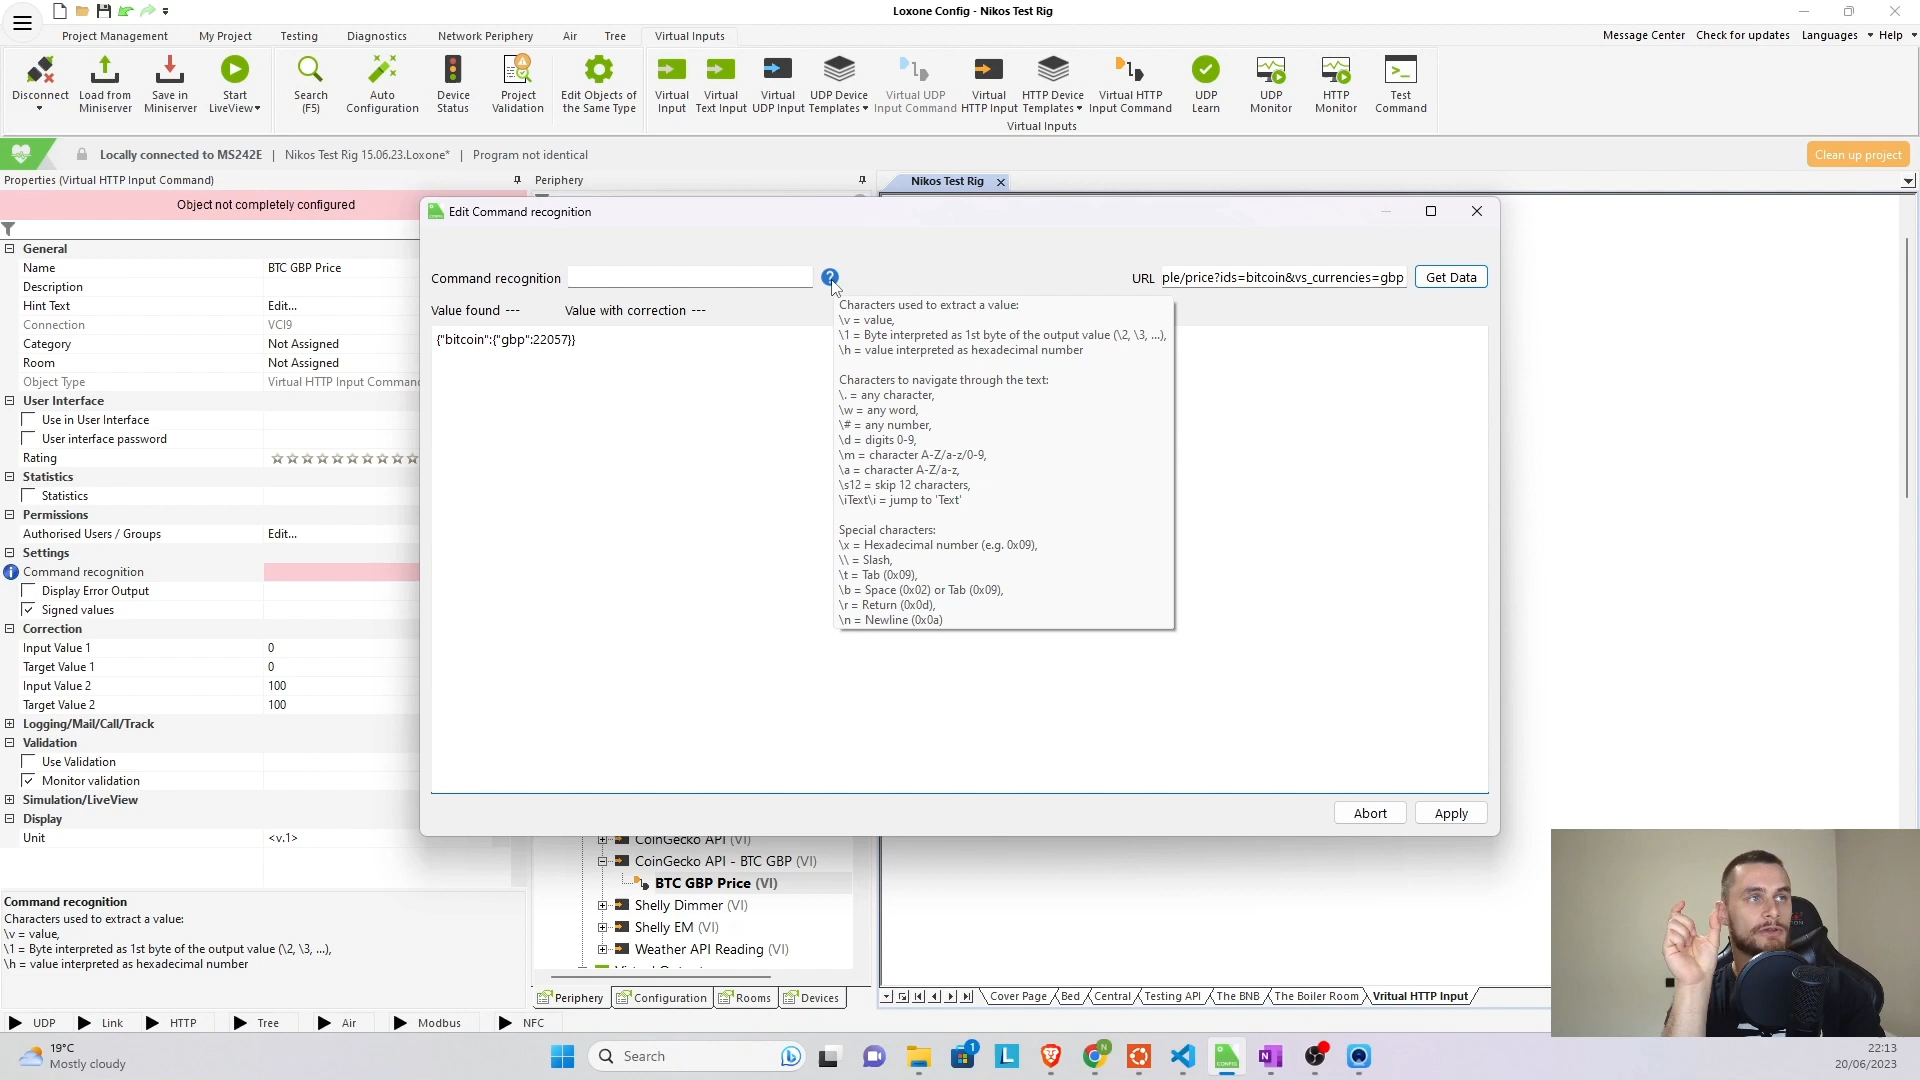 Loxone Config - Nikos Test Rig
Project Management
My Project
Testing
Diagnostics
Network Periphery
Air
Tree
Virtual Inputs
Message Center
Check for updates
Languages
Help
Disconnect
Load from Miniserver
Save in Miniserver
Start LiveView
Search (F5)
Auto Configuration
Device Status
Project Validation
Edit Objects of the Same Type
Virtual Input
Virtual Text Input
Virtual UDP Input
UDP Device Templates
Virtual UDP Input Command
Virtual HTTP Input
HTTP Device Templates
Virtual HTTP Input Command
UDP Learn
UDP Monitor
HTTP Monitor
Test Command
Virtual Inputs
Locally connected to MS242E | Nikos Test Rig 15.06.23.Loxone* | Program not identical
Clean up project
Properties (Virtual HTTP Input Command)
Periphery
Nikos Test Rig
Object not completely configured
General
Name BTC GBP Price
Description
Hint Text Edit...
Connection VCI9
Category Not Assigned
Room Not Assigned
Object Type Virtual HTTP Input Comman
User Interface
Use in User Interface
User interface password
Rating
Statistics
Statistics
Permissions
Authorised Users / Groups Edit...
Settings
Command recognition
Display Error Output
Signed values
Correction
Input Value 1 0
Target Value 1 0
Input Value 2 100
Target Value 2 100
Logging/Mail/Call/Track
Validation
Use Validation
Monitor validation
Simulation/LiveView
Display
Unit <v.1>
Command recognition
Characters used to extract a value:
\v = value,
\1 = Byte interpreted as 1st byte of the output value (\2, \3, ...),
\h = value interpreted as hexadecimal number
Edit Command recognition
Command recognition
URL ple/price?ids=bitcoin&vs_currencies=gbp
Get Data
Value found ---
Value with correction ---
{"bitcoin":{"gbp":22057}}
Characters used to extract a value:
\v = value,
\1 = Byte interpreted as 1st byte of the output value (\2, \3, ...),
\h = value interpreted as hexadecimal number
Characters to navigate through the text:
\. = any character,
\w = any word,
\# = any number,
\d = digits 0-9,
\m = character A-Z/a-z/0-9,
\a = character A-Z/a-z,
\s12 = skip 12 characters,
\iText\i = jump to 'Text'
Special characters:
\x = Hexadecimal number (e.g. 0x09),
\\ = Slash,
\t = Tab (0x09),
\b = Space (0x02) or Tab (0x09),
\r = Return (0x0d),
\n = Newline (0x0a)
Abort
Apply
CoinGecko API (VI)
CoinGecko API - BTC GBP (VI)
BTC GBP Price (VI)
Shelly Dimmer (VI)
Shelly EM (VI)
Weather API Reading (VI)
Periphery
Configuration
Rooms
Devices
Cover Page
Bed
Central
Testing API
The BNB
The Boiler Room
Vritual HTTP Input
UDP
Link
HTTP
Tree
Air
Modbus
NFC
19°C
Mostly cloudy
Search
1
N
22:13
20/06/2023